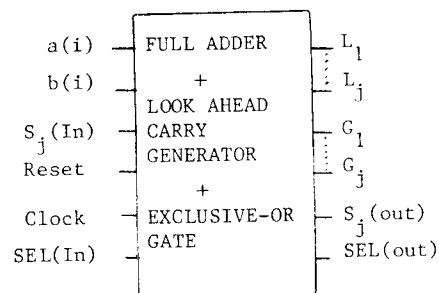 a(i) FULL ADDER L_1
b(i) + L_j
LOOK AHEAD
S_j(In) CARRY G_1
GENERATOR
Reset G_j
+
Clock EXCLUSIVE-OR S_j(out)
SEL(In) GATE SEL(out)